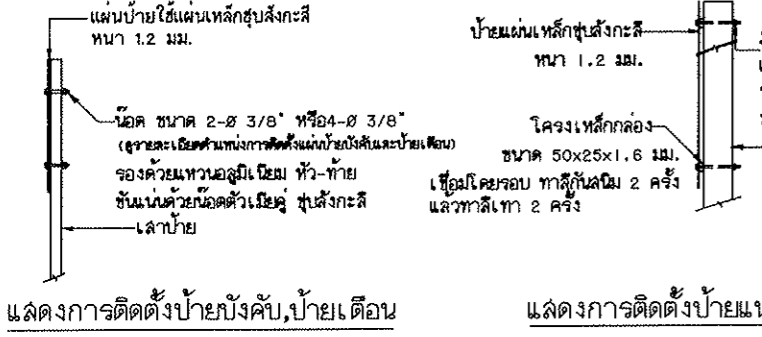 แผ่นป้ายใช้แผ่นเหล็กชุบสังกะสี
หนา 1.2 มม.
น๊อต ขนาด 2-Ø 3/8" หรือ4-Ø 3/8"
(ดูรายละเอียดตำแหน่งการติดตั้งแผ่นป้ายบังคับและป้ายเตือน)
รองด้วยแหวนอลูมิเนียม หัว-ท้าย
ขันแน่นด้วยน๊อตตัวเมียคู่ ชุบสังกะสี
เสาป้าย
แสดงการติดตั้งป้ายบังคับ,ป้ายเตือน
ป้ายแผ่นเหล็กชุบสังกะสี
หนา 1.2 มม.
โครงเหล็กกล่อง
ขนาด 50x25x1.6 มม.
เชื่อมโดยรอบ ทาสีกันสนิม 2 ครั้ง
แล้วทาสีเทา 2 ครั้ง
แสดงการติดตั้งป้ายแน